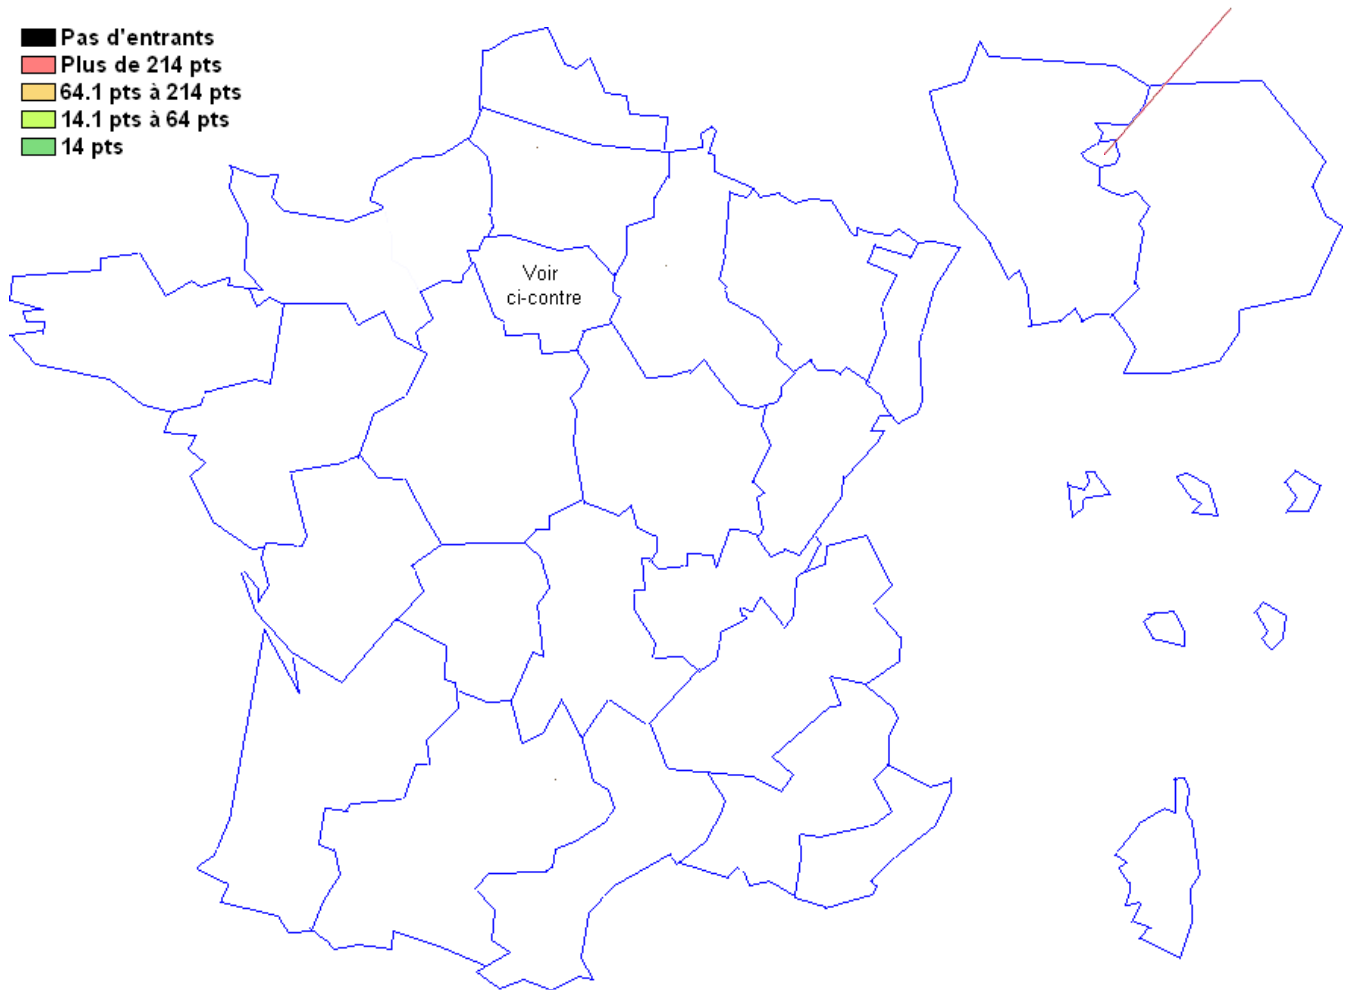 Pas d'entrants
Plus de 214 pts
64.1 pts à 214 pts
14.1 pts à 64 pts
14 pts
Voir
ci-contre